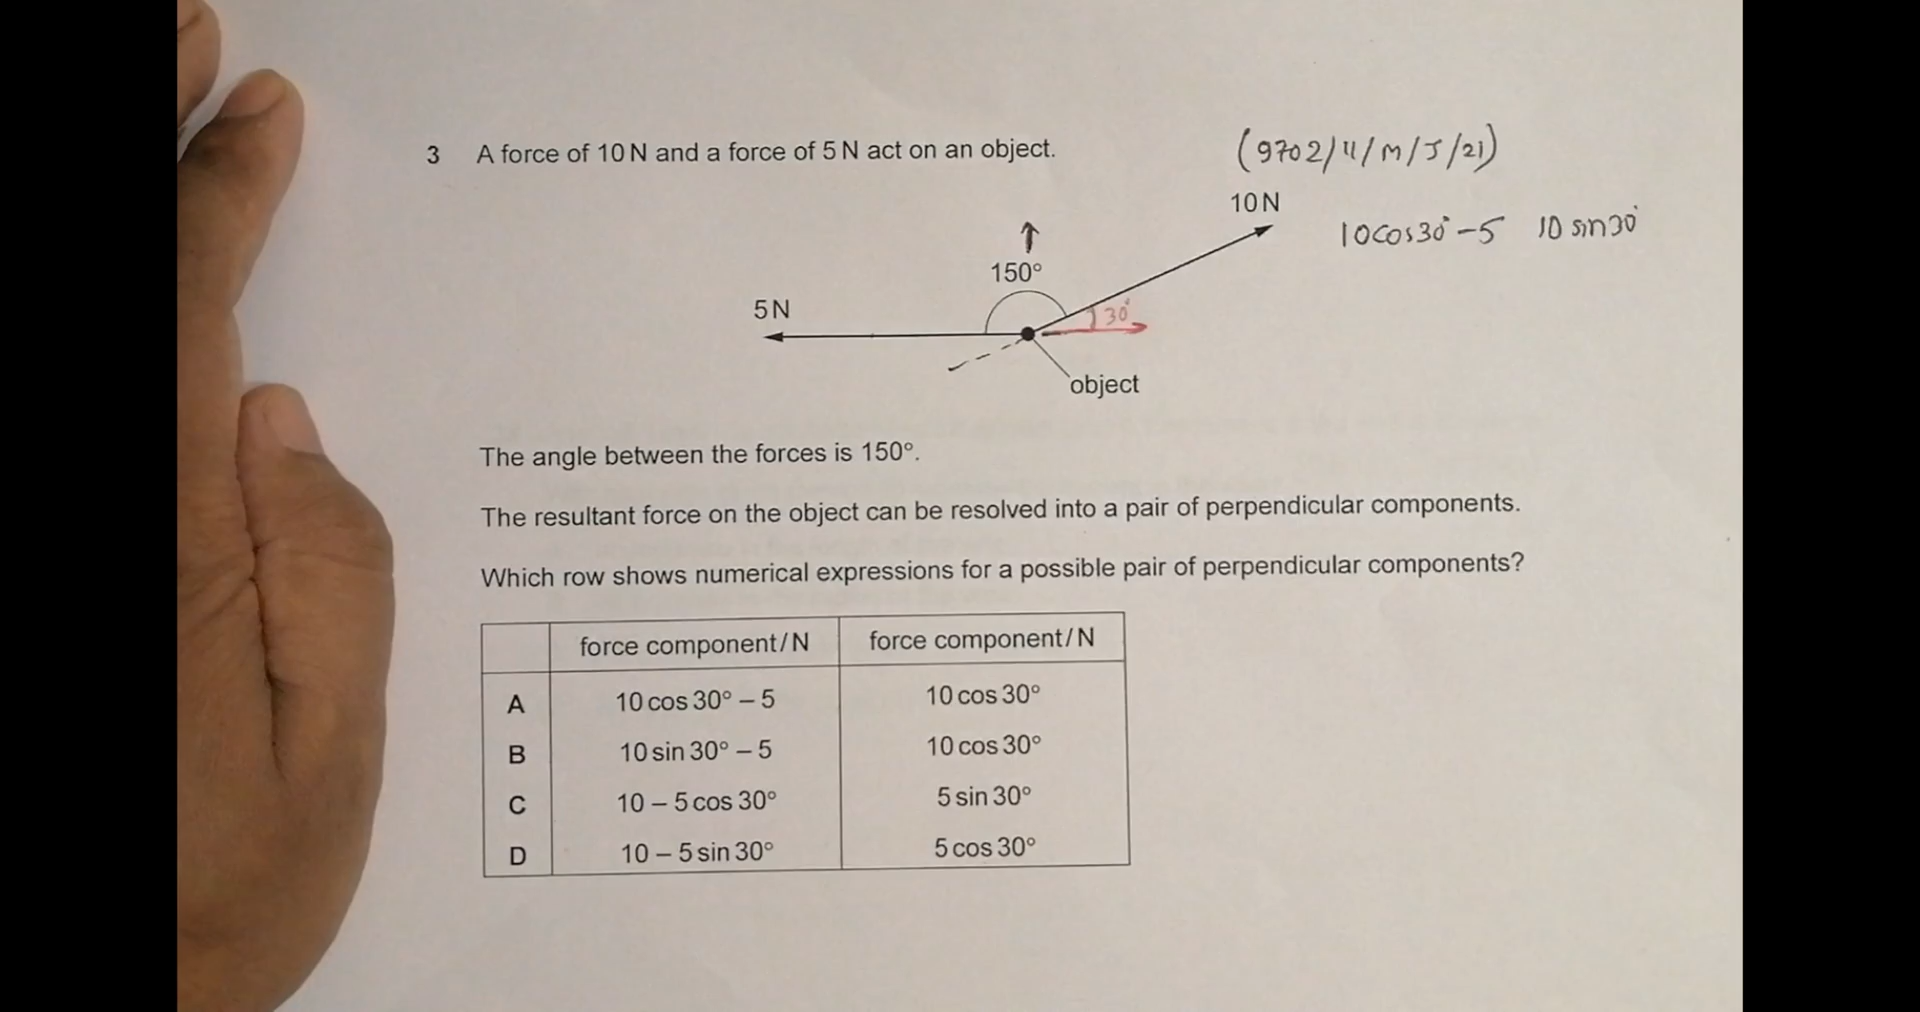 3 A force of 10 N and a force of 5 N act on an object.
(9702/11/M/J/21)
10 N
10cos30° – 5 10 sin30°
150°
5 N
30°
object
The angle between the forces is 150°.
The resultant force on the object can be resolved into a pair of perpendicular components.
Which row shows numerical expressions for a possible pair of perpendicular components?
force component / N force component / N
A 10 cos 30° – 5 10 cos 30°
B 10 sin 30° – 5 10 cos 30°
C 10 – 5 cos 30° 5 sin 30°
D 10 – 5 sin 30° 5 cos 30°